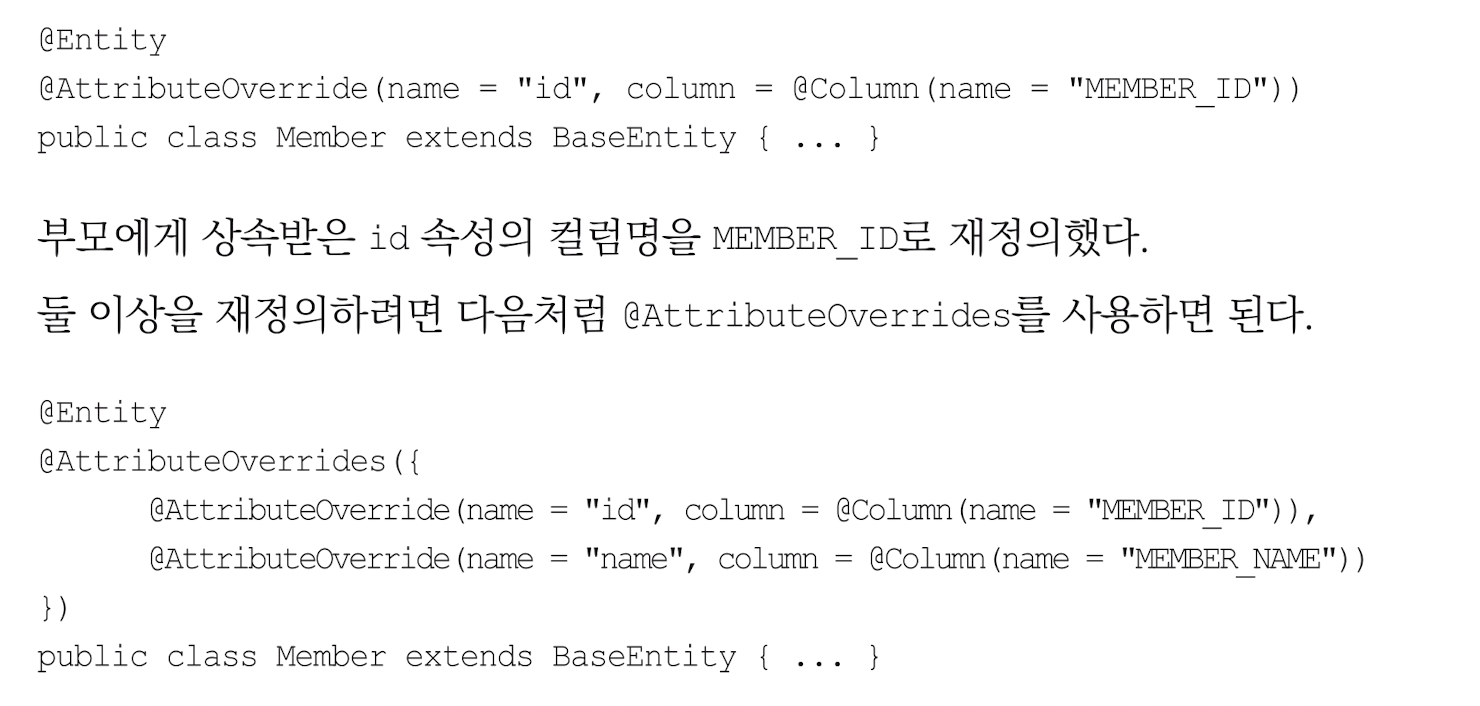 @Entity
@AttributeOverride(name = "id", column = @Column(name = "MEMBER_ID"))
public class Member extends BaseEntity { ... }
부모에게 상속받은 id 속성의 컬럼명을 MEMBER_ID로 재정의했다.
둘 이상을 재정의하려면 다음처럼 @AttributeOverrides를 사용하면 된다.
@Entity
@AttributeOverrides({
@AttributeOverride(name = "id", column = @Column(name = "MEMBER_ID")),
@AttributeOverride(name = "name", column = @Column(name = "MEMBER_NAME"))
})
public class Member extends BaseEntity { ... }